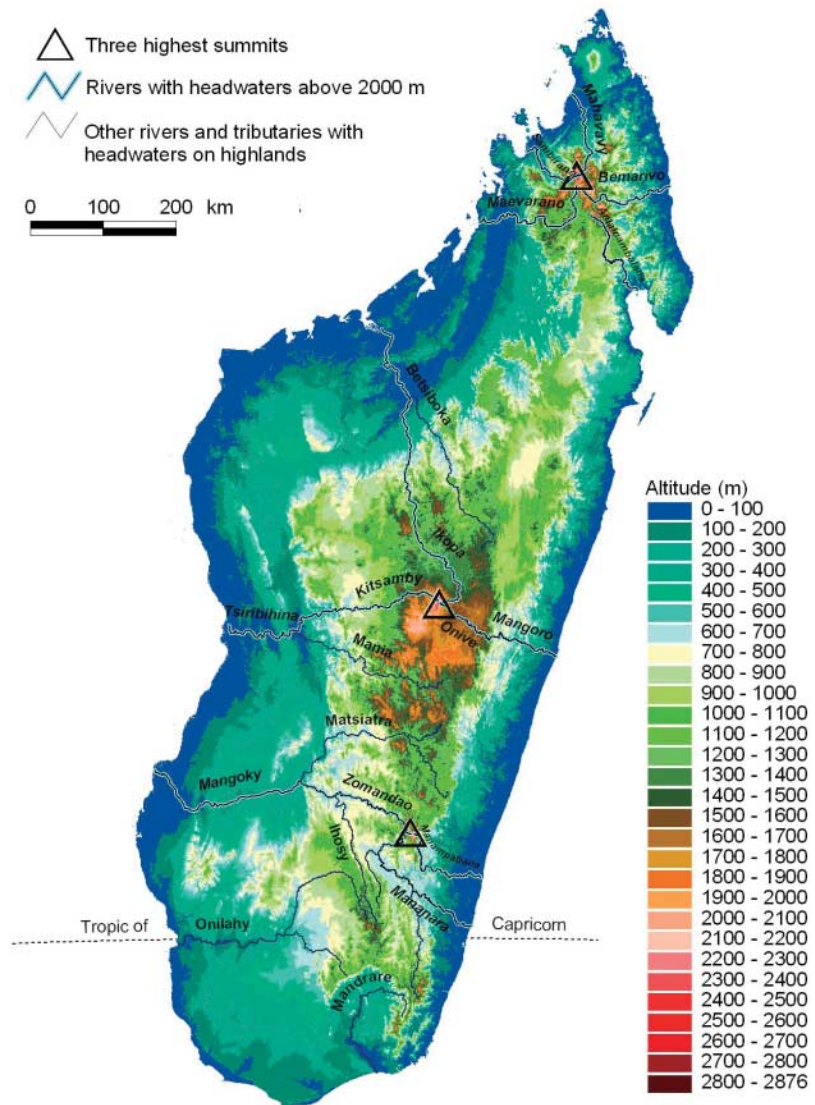 Three highest summits
Rivers with headwaters above 2000 m
Other rivers and tributaries with
headwaters on highlands
0 100 200 km
Mahavavy
Sambirano
Bemarivo
Maevarano
Betsiboka
Ikopa
Kitsamby
Tsiribihina
Onive
Mangoro
Mania
Matsiatra
Mangoky
Zomandao
Ihosy
Mananara
Tropic of
Onilahy
Capricorn
Mandrare
Altitude (m)
0 - 100
100 - 200
200 - 300
300 - 400
400 - 500
500 - 600
600 - 700
700 - 800
800 - 900
900 - 1000
1000 - 1100
1100 - 1200
1200 - 1300
1300 - 1400
1400 - 1500
1500 - 1600
1600 - 1700
1700 - 1800
1800 - 1900
1900 - 2000
2000 - 2100
2100 - 2200
2200 - 2300
2300 - 2400
2400 - 2500
2500 - 2600
2600 - 2700
2700 - 2800
2800 - 2876